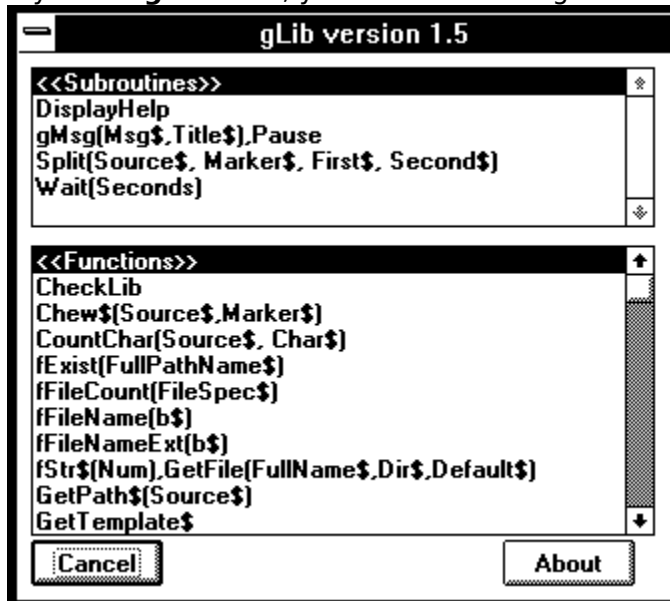 gLib version 1.5
<<Subroutines>>
DisplayHelp
gMsg(Msg$,Title$),Pause
Split(Source$, Marker$, First$, Second$)
Wait(Seconds)
<<Functions>>
CheckLib
Chew$(Source$,Marker$)
CountChar(Source$, Char$)
fExist(FullPathName$)
fFileCount(FileSpec$)
fFileName(b$)
fFileNameExt(b$)
fStr$(Num),GetFile(FullName$,Dir$,Default$)
GetPath$(Source$)
GetTemplate$
Cancel
About